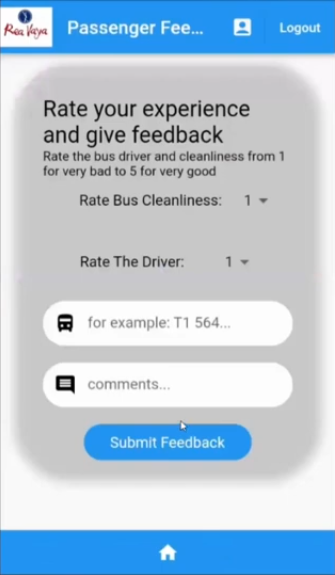 Rea Vaya
Passenger Fee...
Logout
Rate your experience
and give feedback
Rate the bus driver and cleanliness from 1
for very bad to 5 for very good
Rate Bus Cleanliness: 1
Rate The Driver: 1
for example: T1 564...
comments...
Submit Feedback